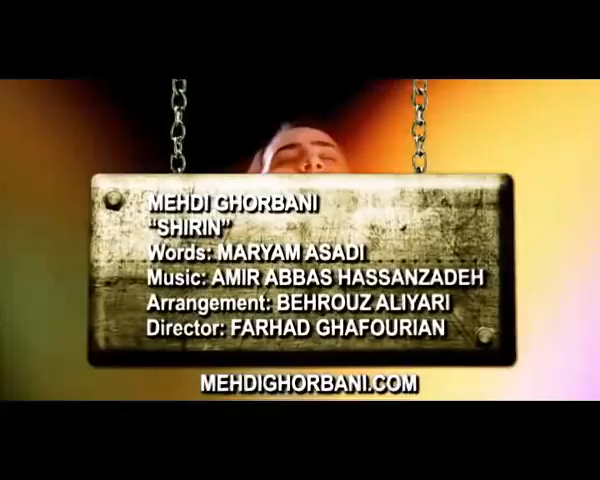 MEHDI GHORBANI
“SHIRIN”
Words: MARYAM ASADI
Music: AMIR ABBAS HASSANZADEH
Arrangement: BEHROUZ ALIYARI
Director: FARHAD GHAFOURIAN
MEHDIGHORBANI.COM